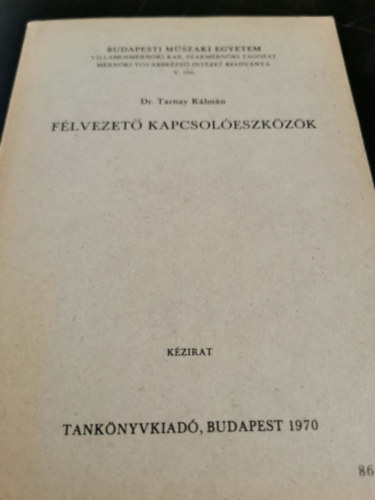 BUDAPESTI MŰSZAKI EGYETEM
VILLAMOSMÉRNÖKI KAR, SZAKMÉRNÖKI TAGOZAT
MÉRNÖKI TOVÁBBKÉPZŐ INTÉZET KIADVÁNYA
Dr. Tarnay Kálmán
FÉLVEZETŐ KAPCSOLÓESZKÖZÖK
KÉZIRAT
TANKÖNYVKIADÓ, BUDAPEST 1970
86